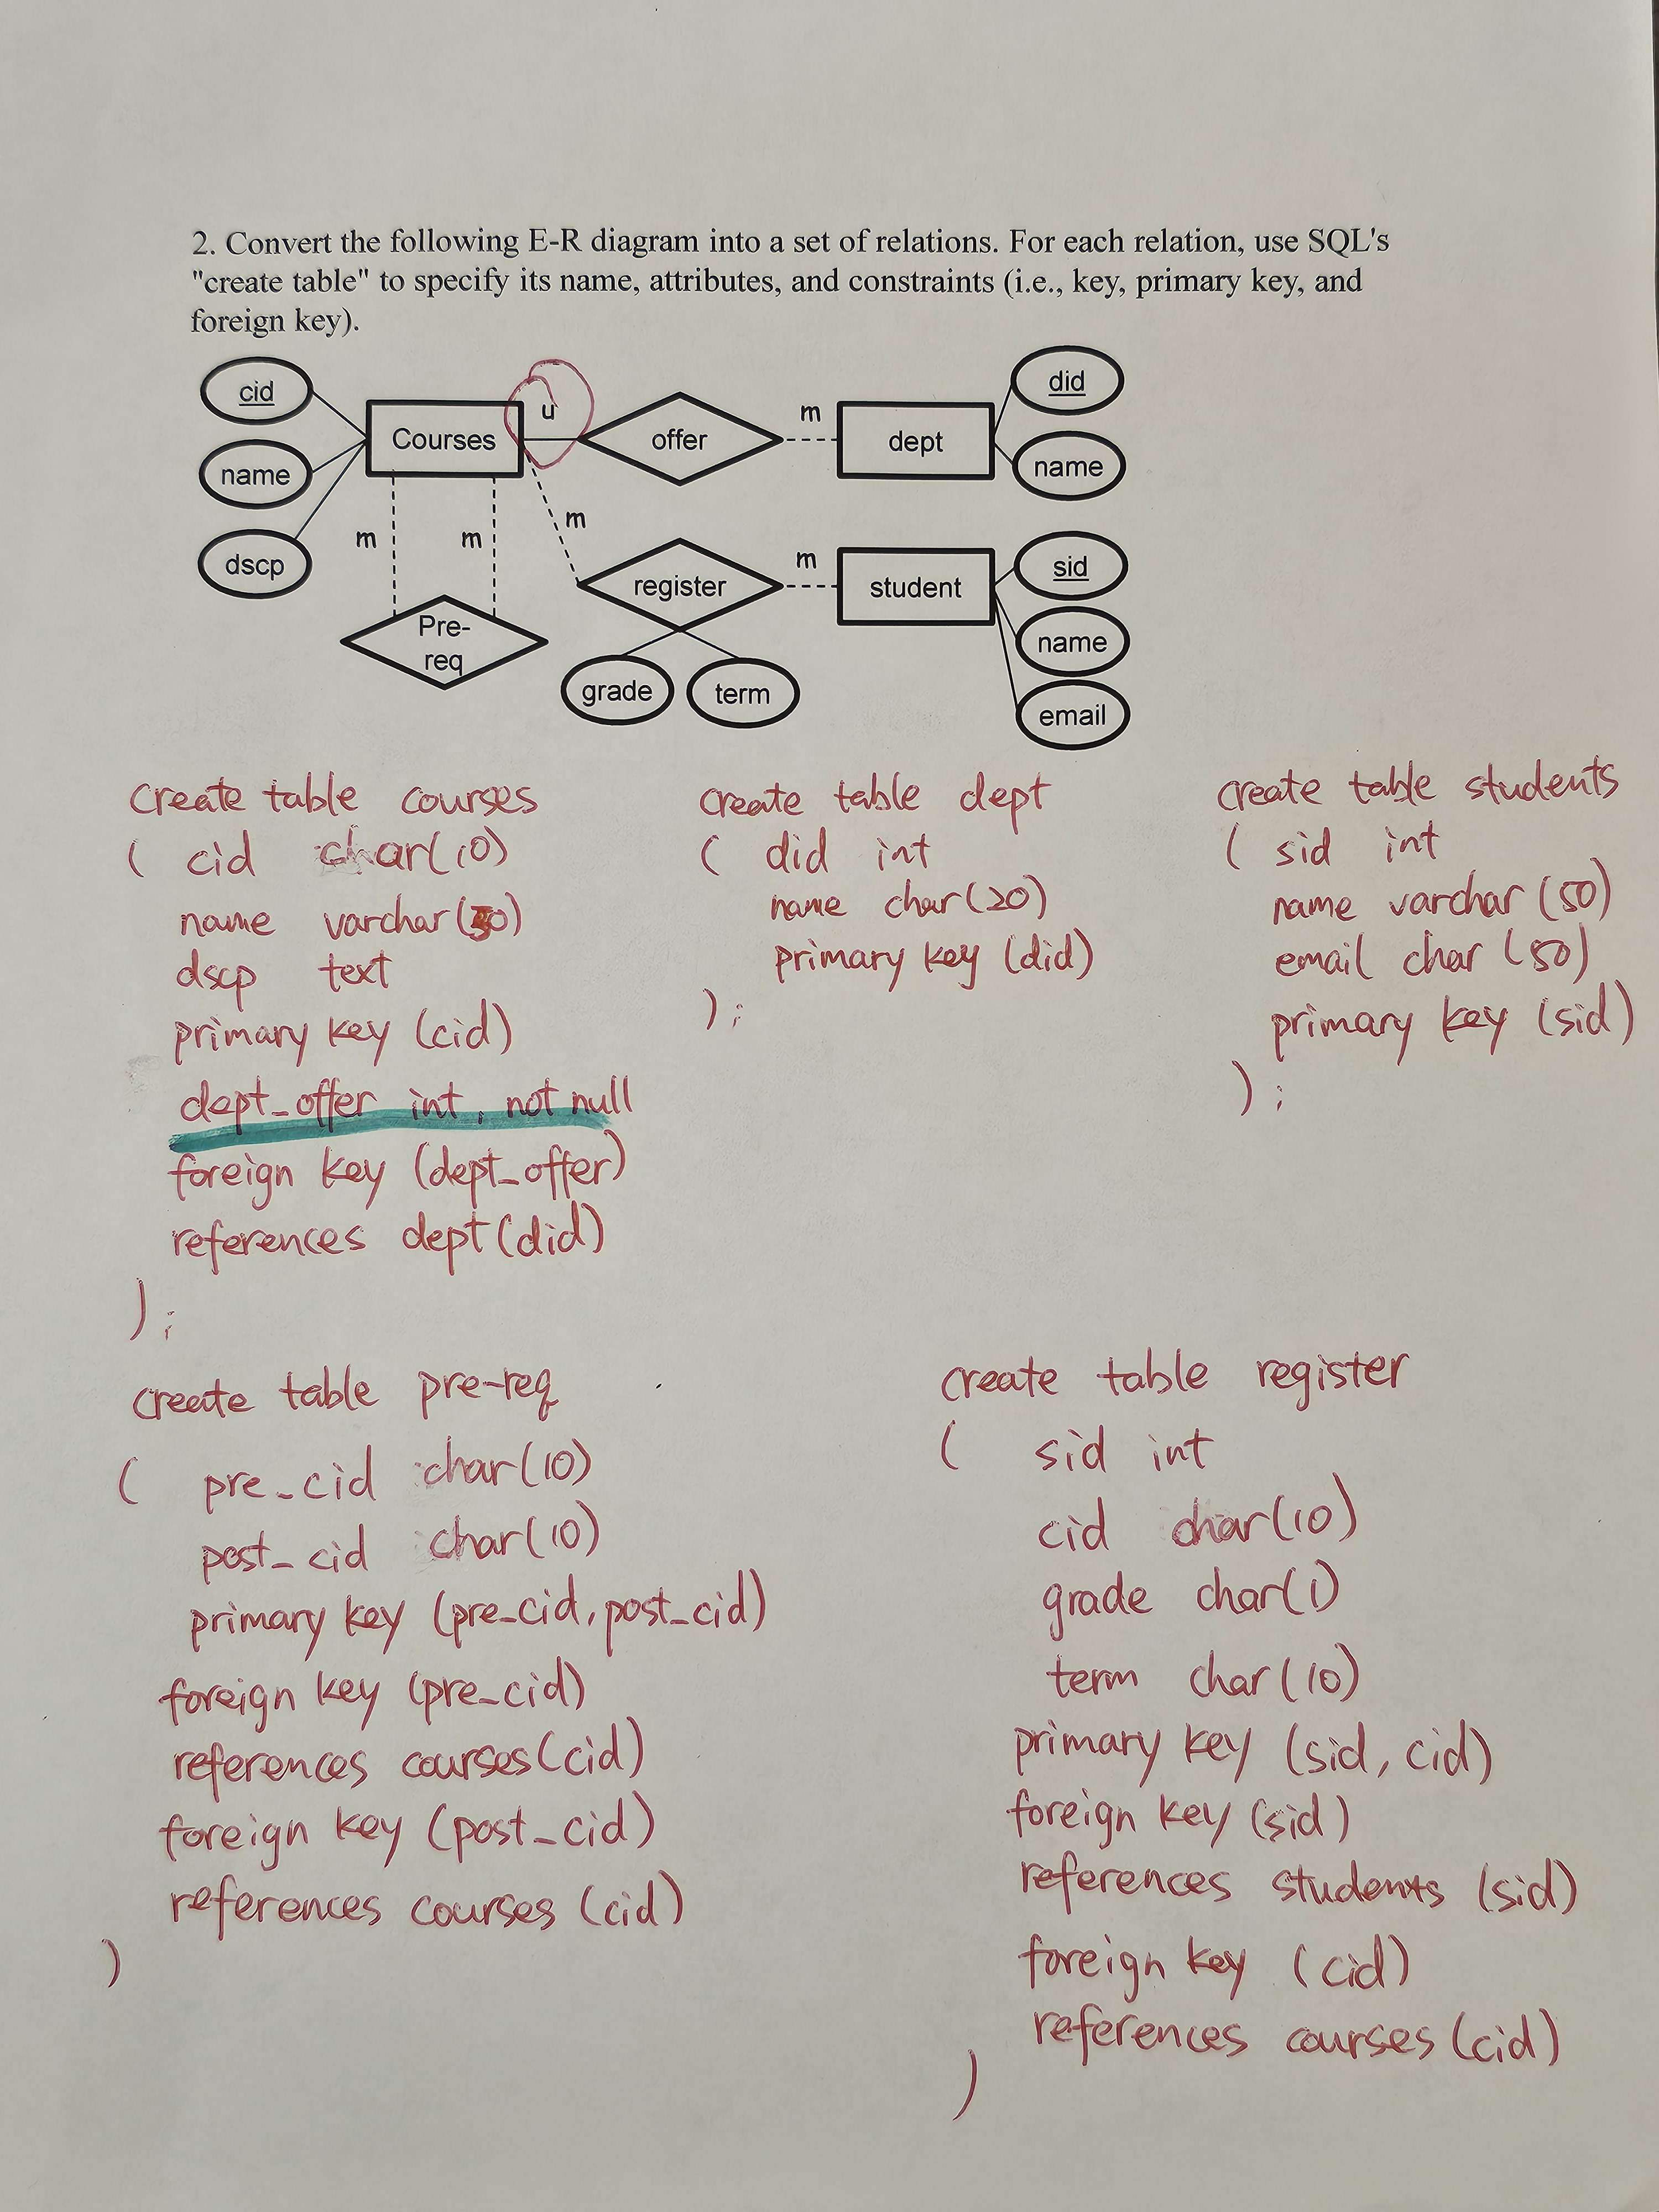 2. Convert the following E-R diagram into a set of relations. For each relation, use SQL's
"create table" to specify its name, attributes, and constraints (i.e., key, primary key, and
foreign key).
cid
name
dscp
Courses
u
offer
m
dept
did
name
m
m
Pre-
req
m
register
m
grade
term
student
sid
name
email
create table courses
( cid char(10)
name varchar(50)
dscp text
primary key (cid)
dept_offer int, not null
foreign key (dept_offer)
references dept(did)
);
create table dept
( did int
name char(20)
primary key (did)
);
create table students
( sid int
name varchar (50)
email char (50)
primary key (sid)
);
create table pre-req
( pre_cid char(10)
post_cid char(10)
primary key (pre_cid, post_cid)
foreign key (pre_cid)
references courses(cid)
foreign key (post_cid)
references courses (cid)
)
create table register
( sid int
cid char(10)
grade char(1)
term char(10)
primary key (sid, cid)
foreign key (sid)
references students (sid)
foreign key (cid)
references courses (cid)
)